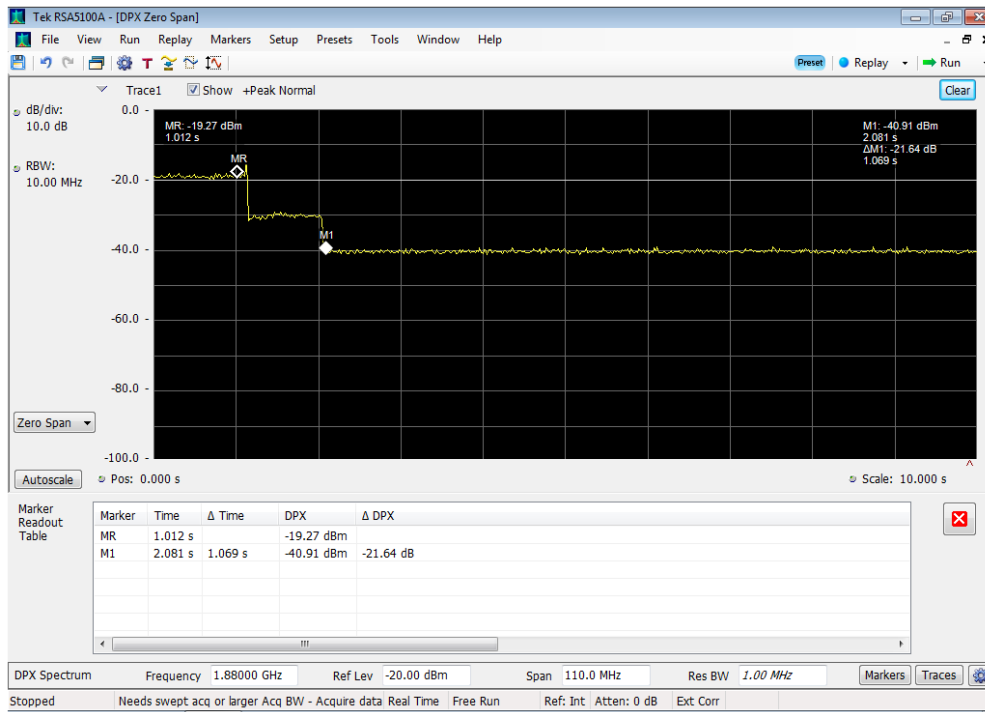 Tek RSA5100A - [DPX Zero Span]
File View Run Replay Markers Setup Presets Tools Window Help
T Preset Replay Run
Trace1 Show +Peak Normal Clear
dB/div:
10.0 dB
RBW:
10.00 MHz
0.0 -
-20.0 -
-40.0 -
-60.0 -
-80.0 -
-100.0 -
MR: -19.27 dBm
1.012 s
M1: -40.91 dBm
2.081 s
ΔM1: -21.64 dB
1.069 s
MR
M1
Zero Span
Autoscale Pos: 0.000 s Scale: 10.000 s
Marker
Readout
Table
Marker Time Δ Time DPX Δ DPX
MR 1.012 s -19.27 dBm
M1 2.081 s 1.069 s -40.91 dBm -21.64 dB
DPX Spectrum Frequency 1.88000 GHz Ref Lev -20.00 dBm Span 110.0 MHz Res BW 1.00 MHz Markers Traces
Stopped Needs swept acq or larger Acq BW - Acquire data Real Time Free Run Ref: Int Atten: 0 dB Ext Corr